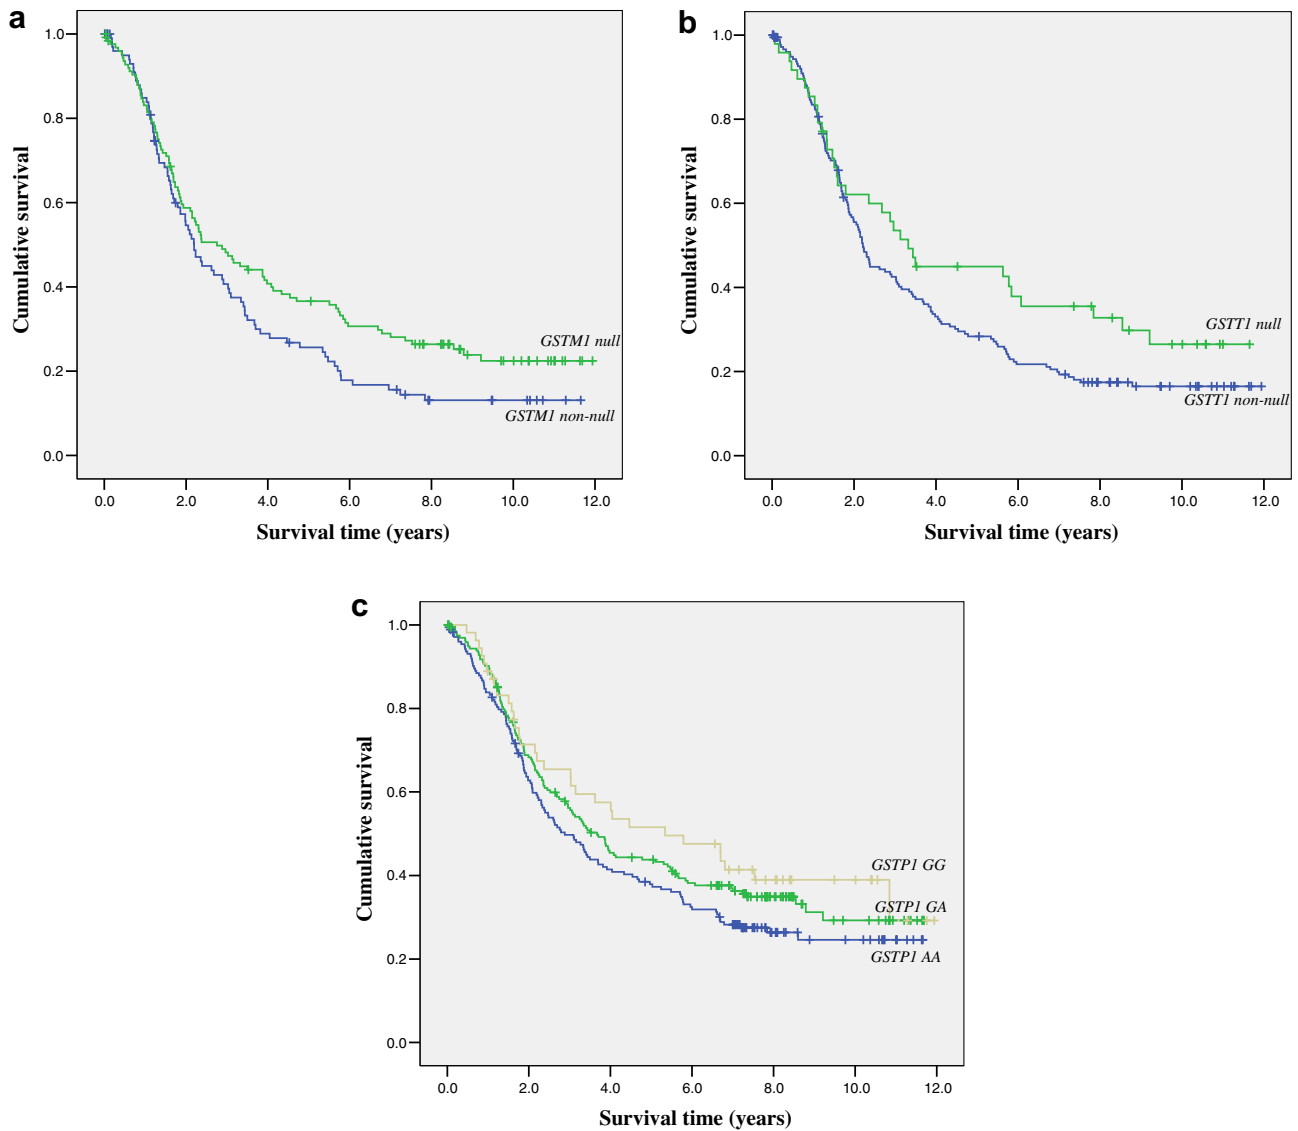 a
1.0
0.8
0.6
0.4
0.2
0.0
Cumulative survival
GSTM1 null
GSTM1 non-null
0.0 2.0 4.0 6.0 8.0 10.0 12.0
Survival time (years)
b
1.0
0.8
0.6
0.4
0.2
0.0
Cumulative survival
GSTT1 null
GSTT1 non-null
0.0 2.0 4.0 6.0 8.0 10.0 12.0
Survival time (years)
c
1.0
0.8
0.6
0.4
0.2
0.0
Cumulative survival
GSTP1 GG
GSTP1 GA
GSTP1 AA
0.0 2.0 4.0 6.0 8.0 10.0 12.0
Survival time (years)